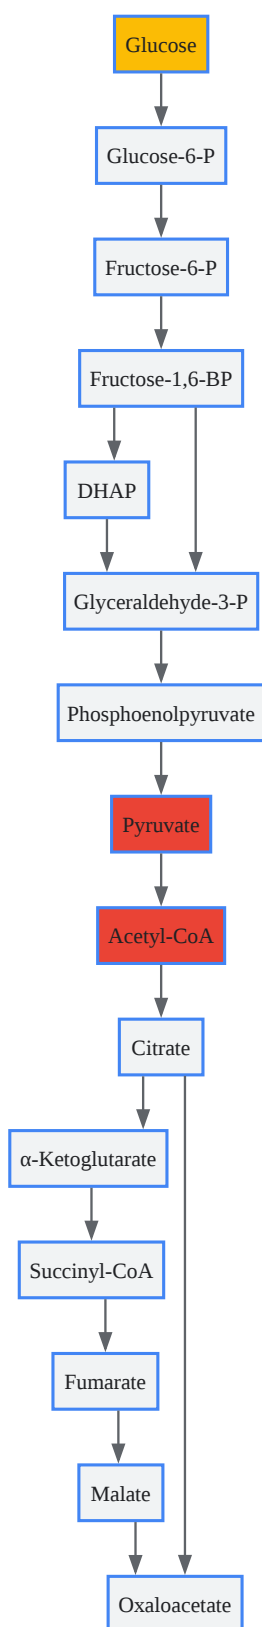 Glucose
Glucose-6-P
Fructose-6-P
Fructose-1,6-BP
DHAP
Glyceraldehyde-3-P
Phosphoenolpyruvate
Pyruvate
Acetyl-CoA
Citrate
α-Ketoglutarate
Succinyl-CoA
Fumarate
Malate
Oxaloacetate